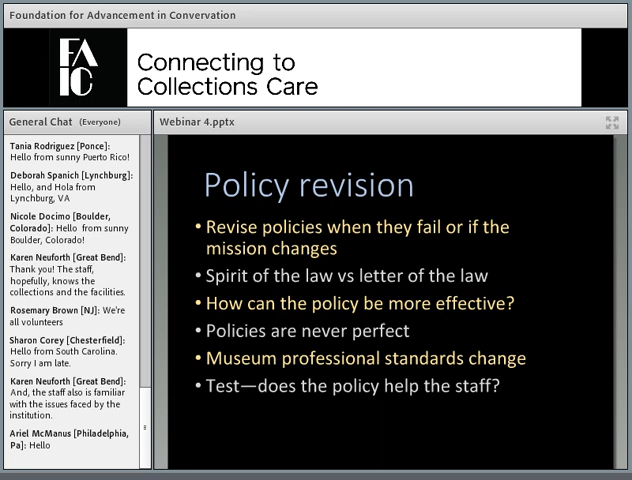 Foundation for Advancement in Convervation
FA
IC
Connecting to
Collections Care
General Chat (Everyone)
Tania Rodriguez [Ponce]:
Hello from sunny Puerto Rico!
Deborah Spanich [Lynchburg]:
Hello, and Hola from
Lynchburg, VA
Nicole Docimo [Boulder,
Colorado]: Hello from sunny
Boulder, Colorado!
Karen Neuforth [Great Bend]:
Thank you! The staff,
hopefully, knows the
collections and the facilities.
Rosemary Brown [NJ]: We're
all volunteers
Sharon Corey [Chesterfield]:
Hello from South Carolina.
Sorry I am late.
Karen Neuforth [Great Bend]:
And, the staff also is familiar
with the issues faced by the
institution.
Ariel McManus [Philadelphia,
Pa]: Hello
Webinar 4.pptx
Policy revision
• Revise policies when they fail or if the
mission changes
• Spirit of the law vs letter of the law
• How can the policy be more effective?
• Policies are never perfect
• Museum professional standards change
• Test—does the policy help the staff?